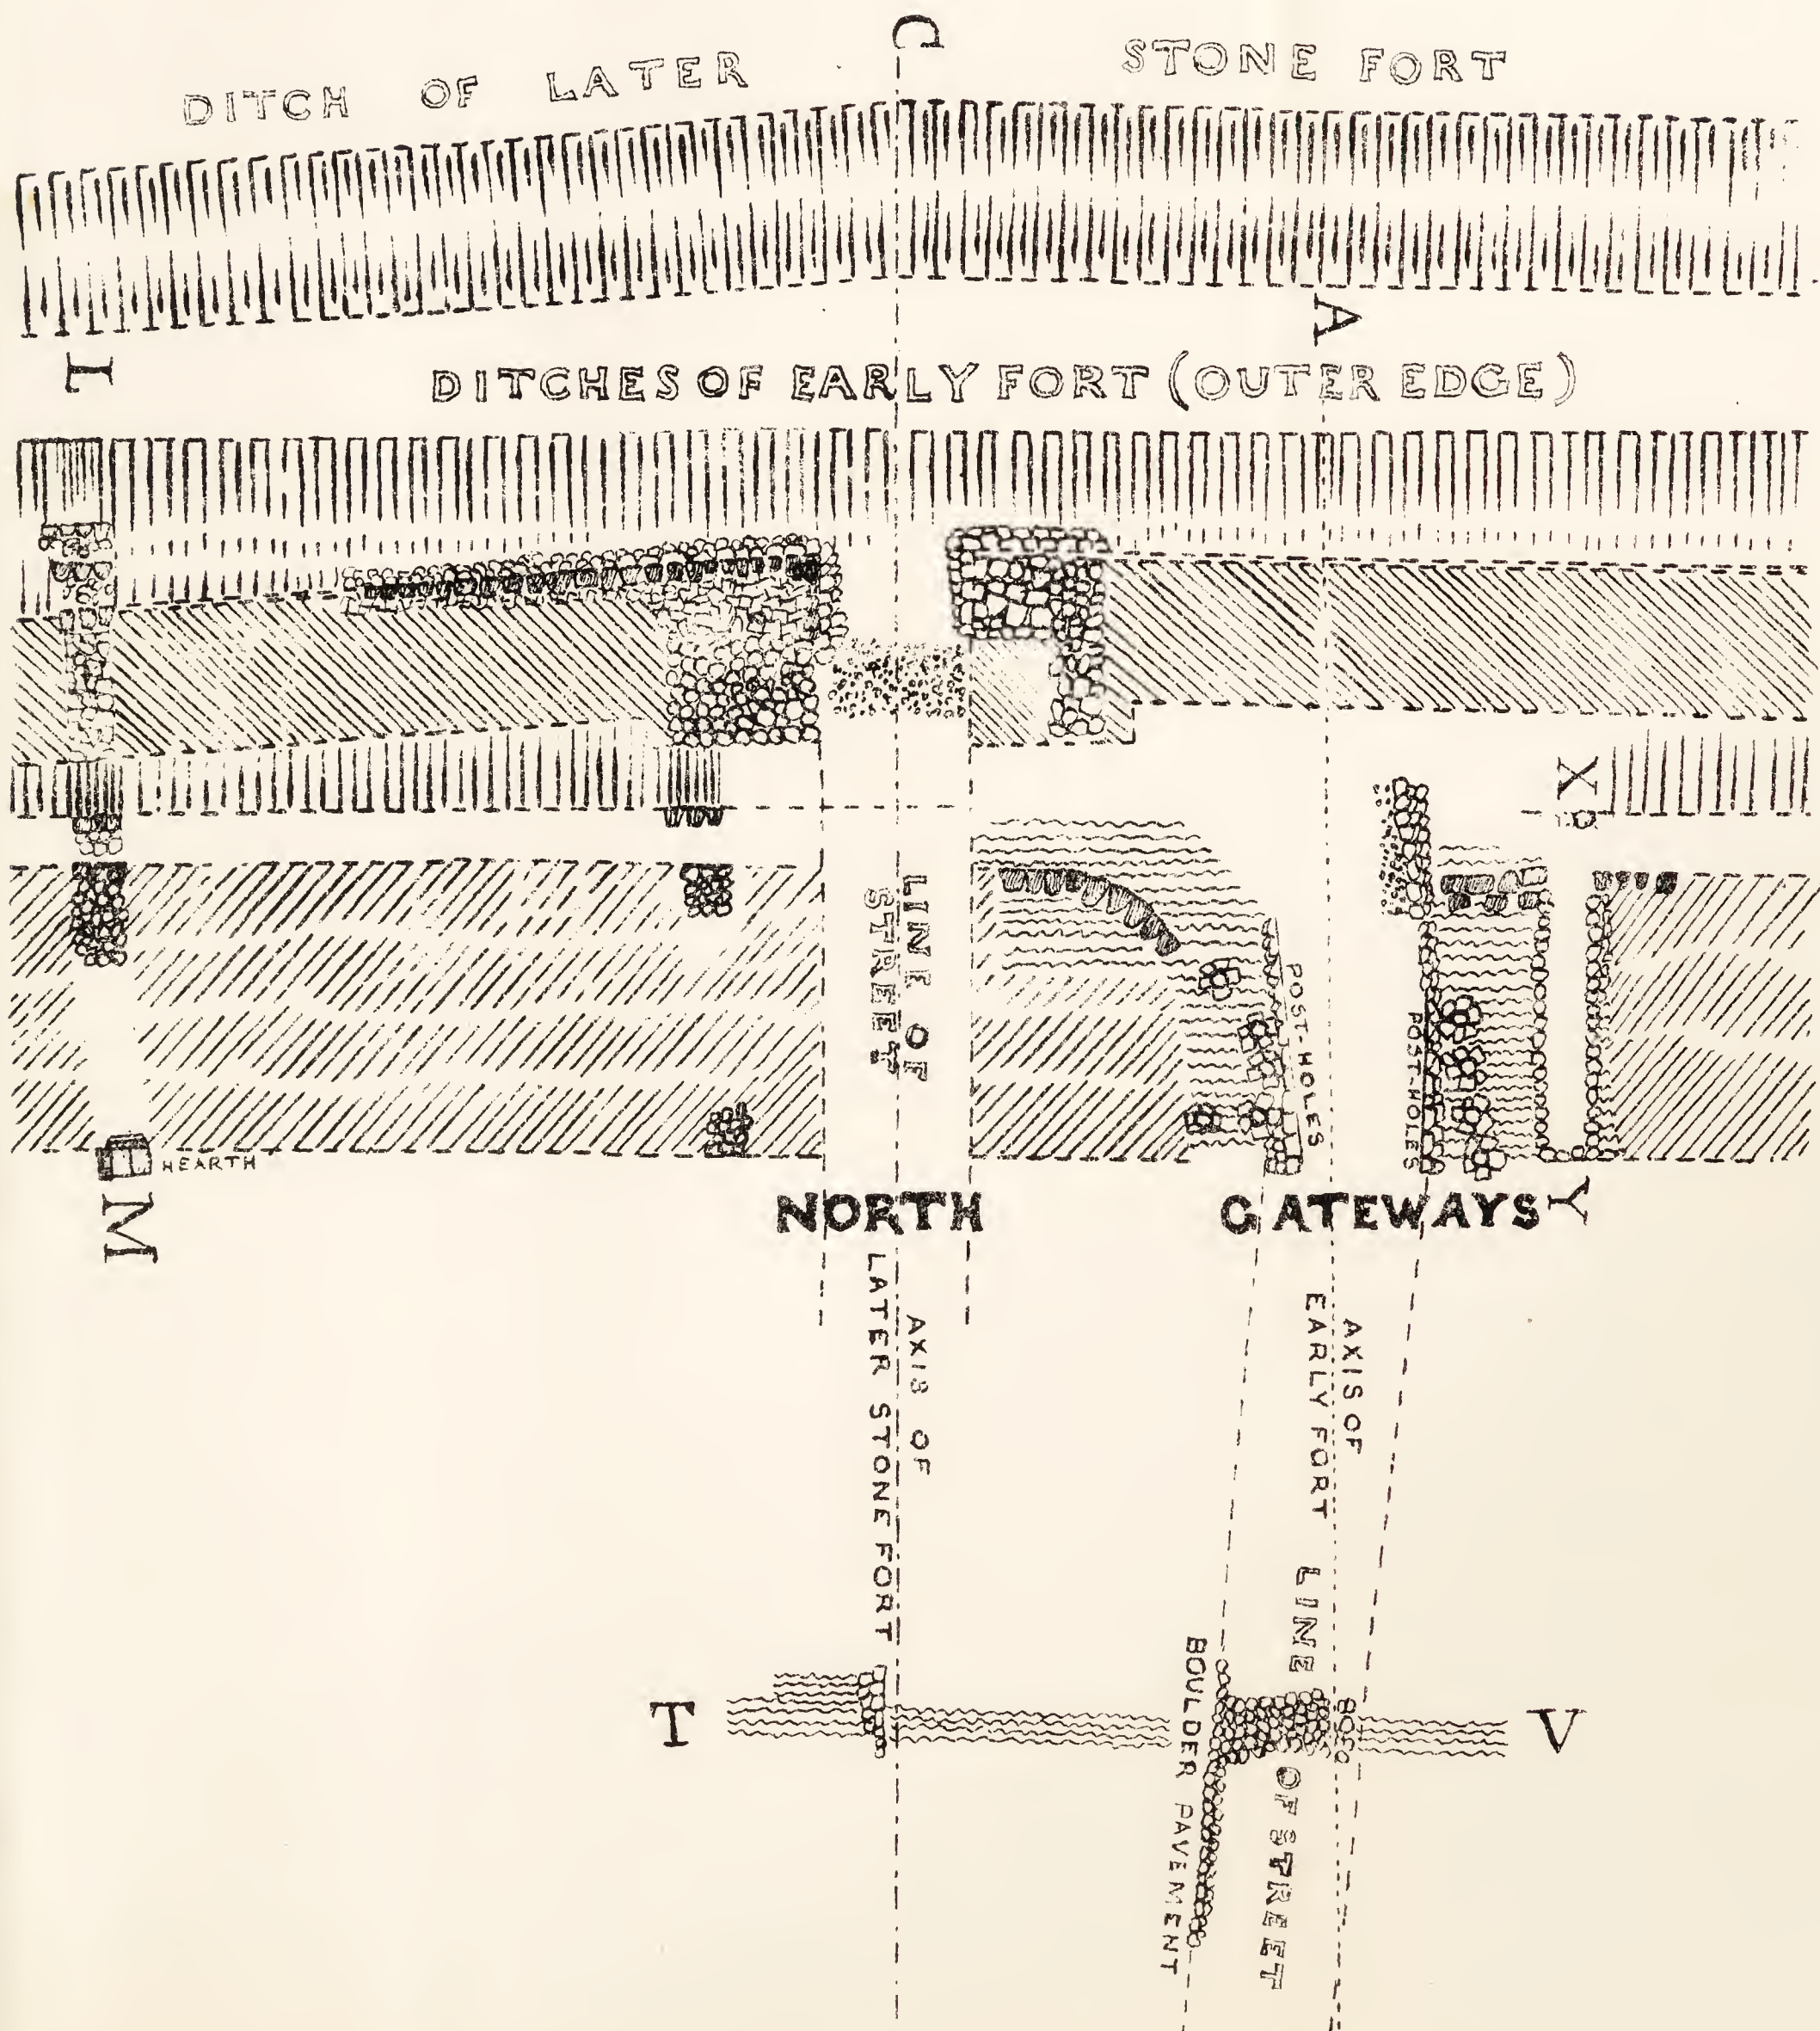 C
DITCH OF LATER STONE FORT
A
L
DITCHES OF EARLY FORT (OUTER EDGE)
X
LINE OF
STREET
POST-HOLES
POST-HOLES
HEARTH
M
NORTH GATEWAYS
Y
AXIS OF
LATER STONE FORT
AXIS OF
EARLY FORT
LINE OF STREET
BOULDER PAVEMENT
T
V